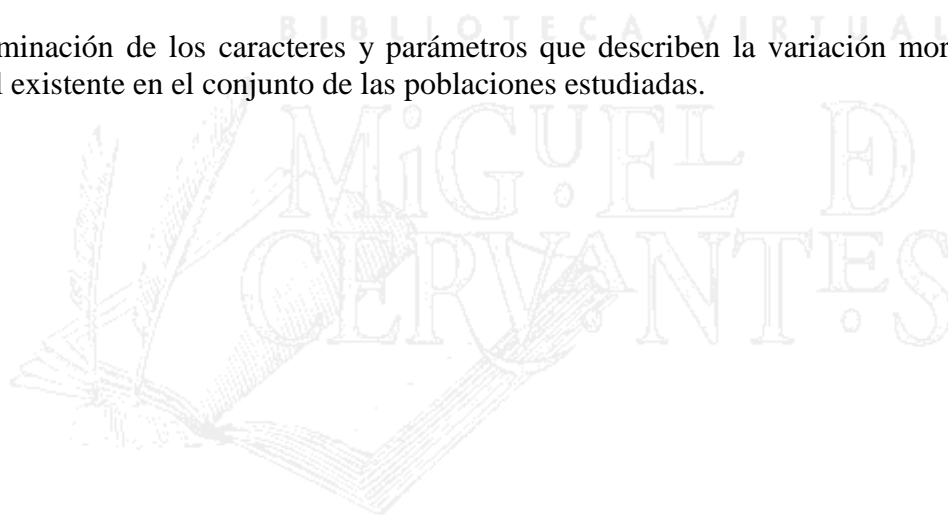 BIBLIOTECA VIRTUAL
minación de los caracteres y parámetros que describen la variación mor
l existente en el conjunto de las poblaciones estudiadas.
MiGUEL DE
CERVANTES